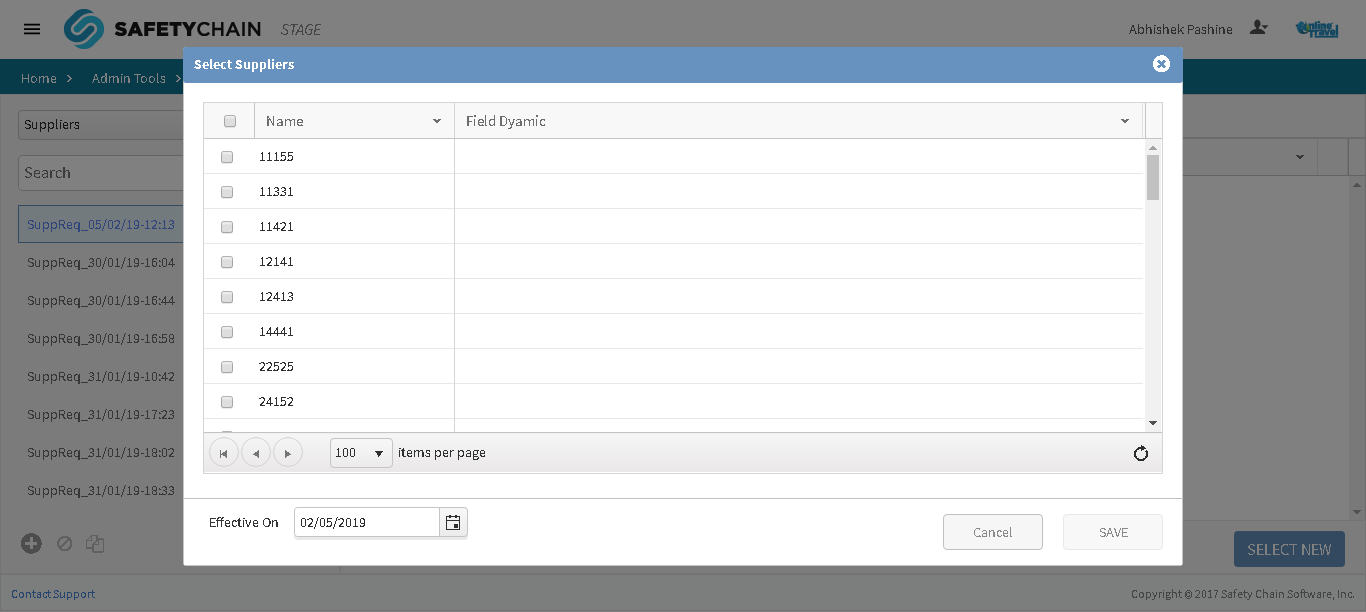 SAFETYCHAIN STAGE
Abhishek Pashine
Online Travel
Home Admin Tools
Select Suppliers
Suppliers
Search
SuppReq_05/02/19-12:13
SuppReq_30/01/19-16:04
SuppReq_30/01/19-16:44
SuppReq_30/01/19-16:58
SuppReq_31/01/19-10:42
SuppReq_31/01/19-17:23
SuppReq_31/01/19-18:02
SuppReq_31/01/19-18:33
Name Field Dyamic
11155
11331
11421
12141
12413
14441
22525
24152
100 items per page
Effective On 02/05/2019
Cancel SAVE
SELECT NEW
Contact Support
Copyright © 2017 Safety Chain Software, Inc.